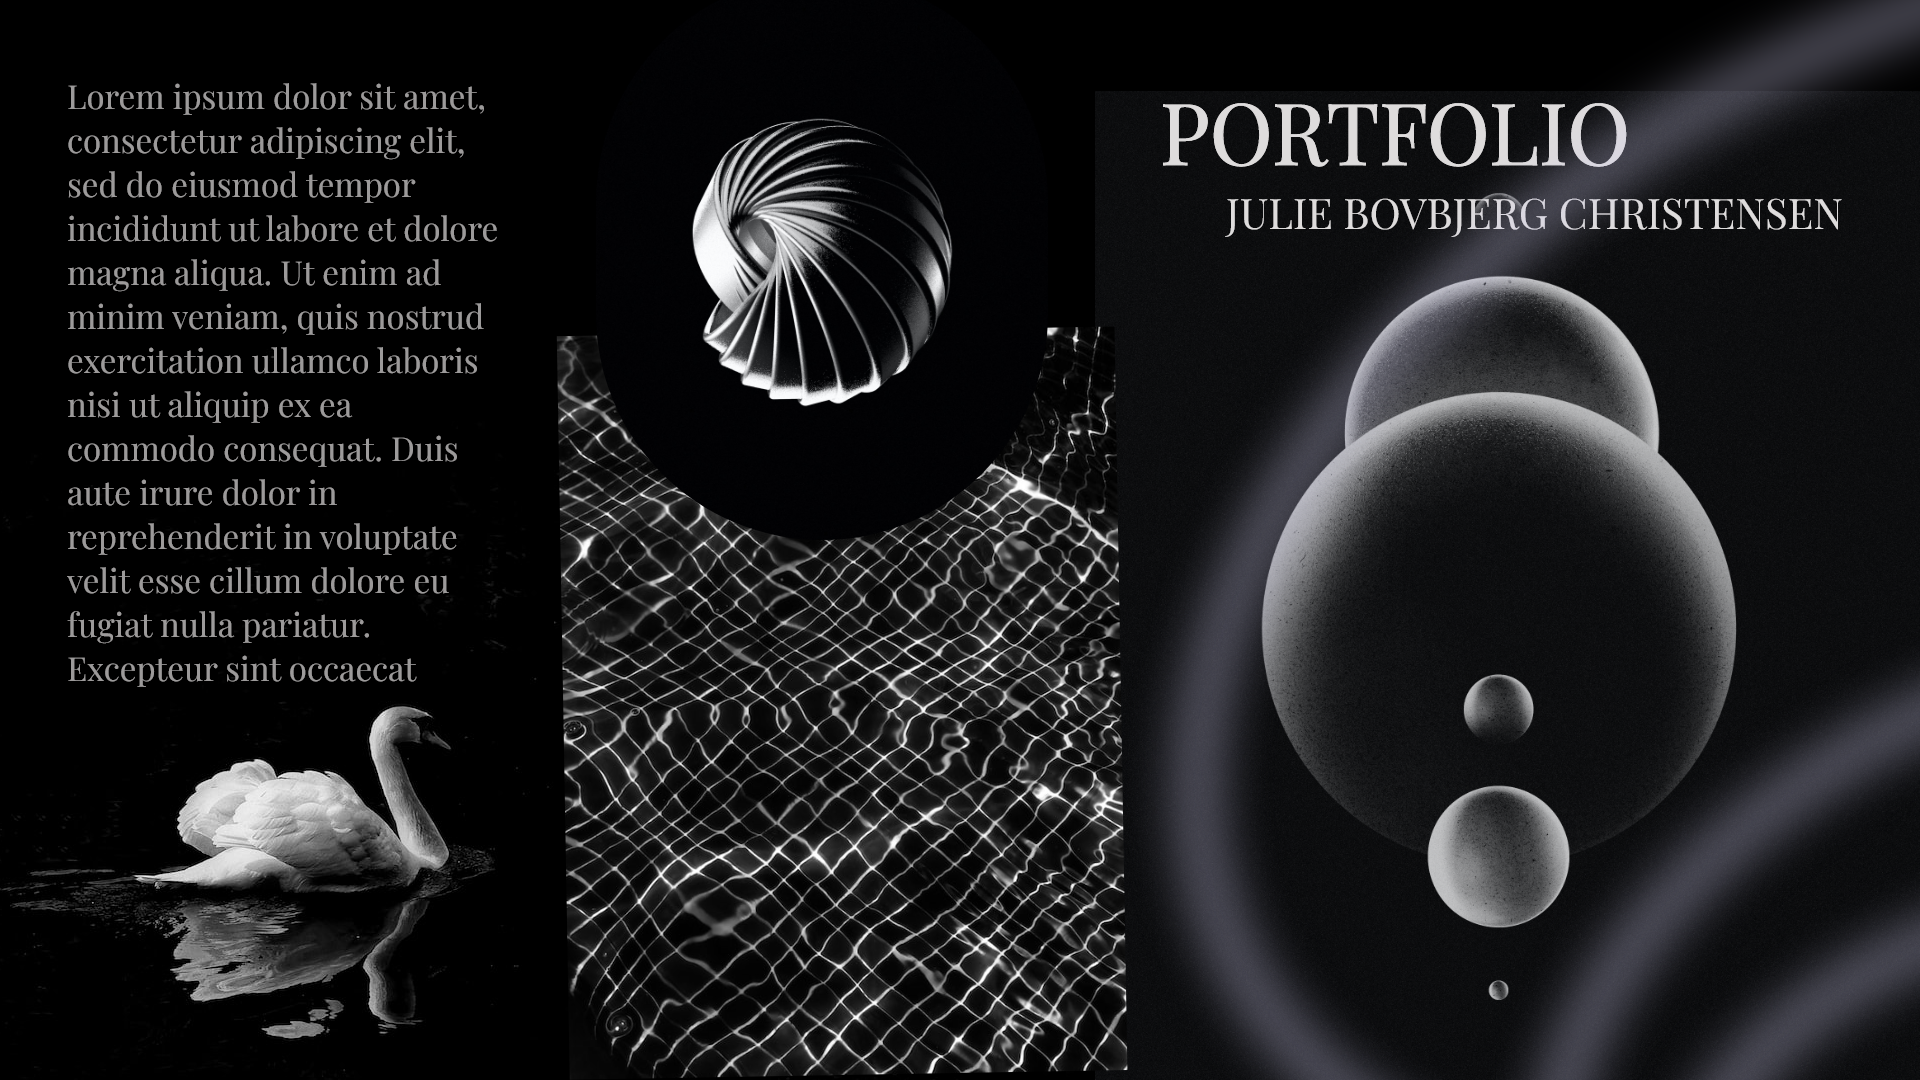 Lorem ipsum dolor sit amet,
consectetur adipiscing elit,
sed do eiusmod tempor
incididunt ut labore et dolore
magna aliqua. Ut enim ad
minim veniam, quis nostrud
exercitation ullamco laboris
nisi ut aliquip ex ea
commodo consequat. Duis
aute irure dolor in
reprehenderit in voluptate
velit esse cillum dolore eu
fugiat nulla pariatur.
Excepteur sint occaecat
PORTFOLIO
JULIE BOVBJERG CHRISTENSEN